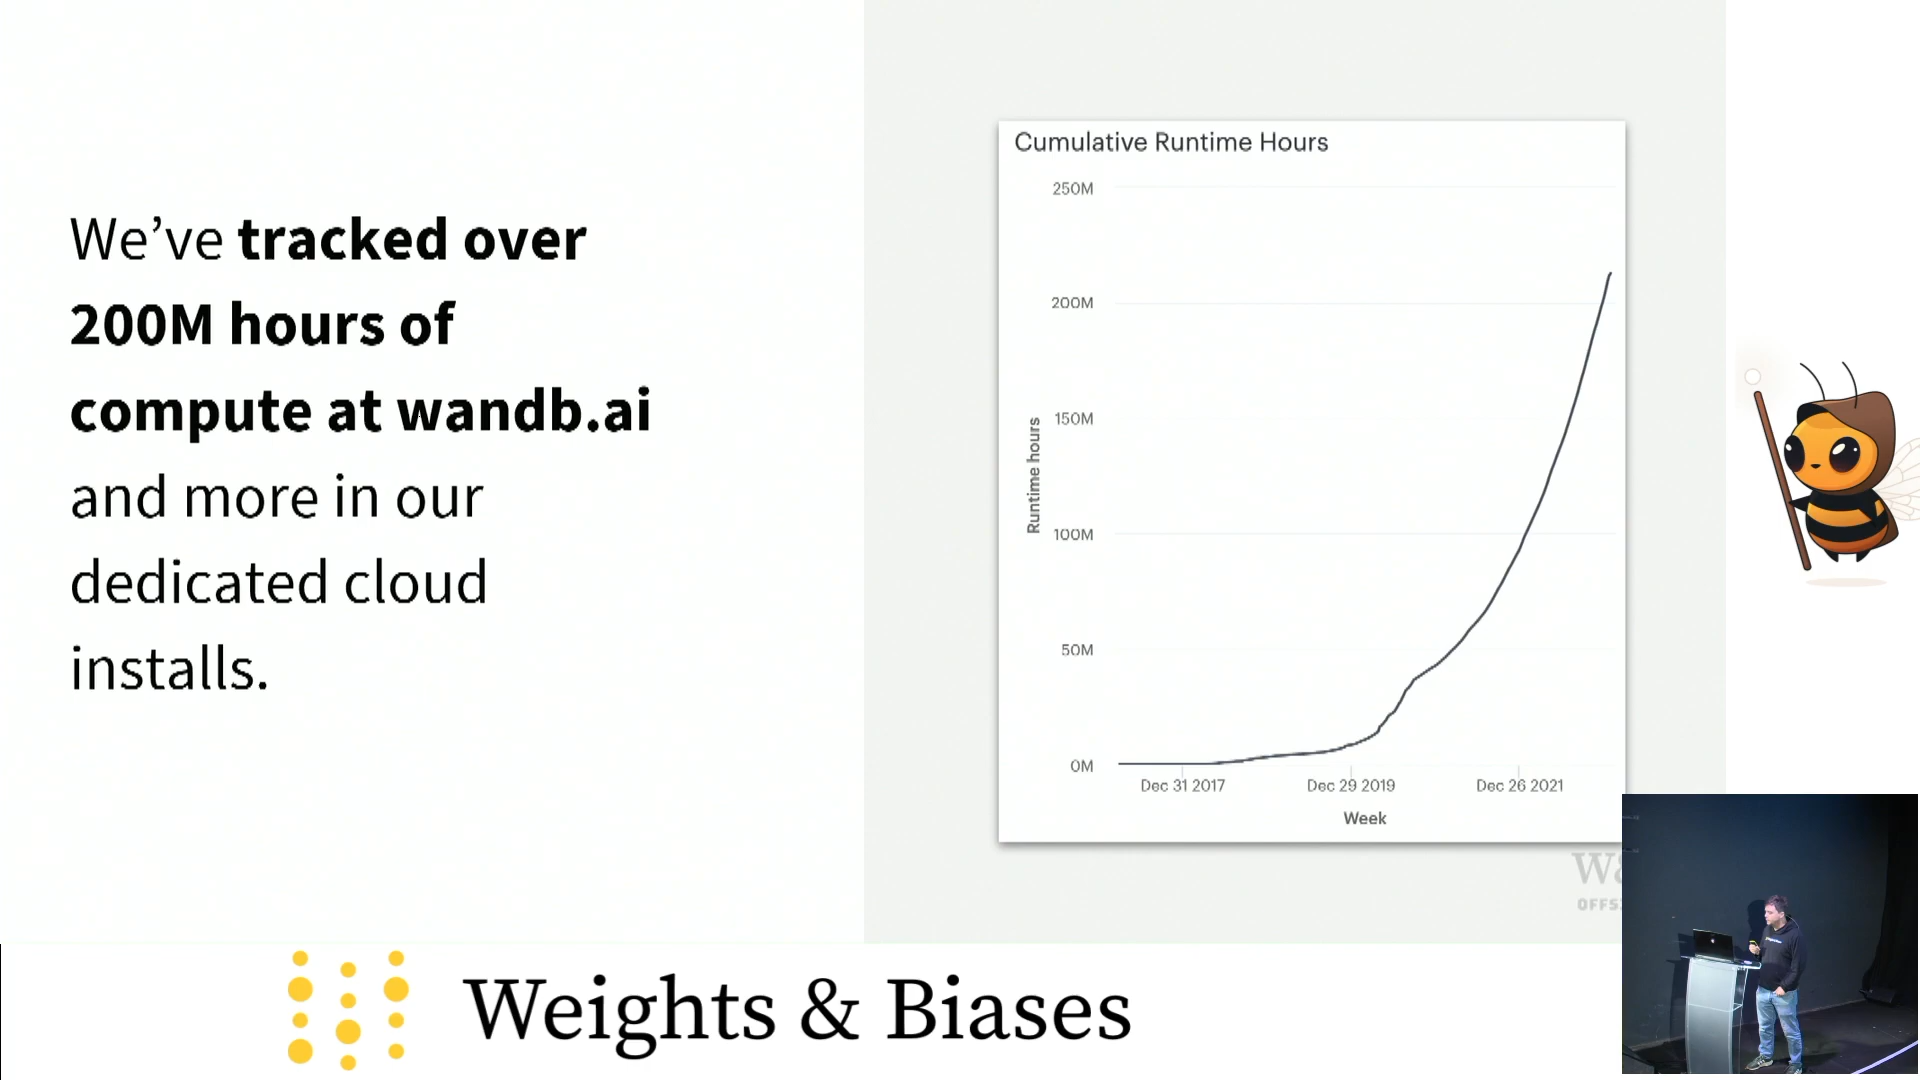 We’ve tracked over
200M hours of
compute at wandb.ai
and more in our
dedicated cloud
installs.
Cumulative Runtime Hours
250M
200M
150M
100M
50M
0M
Runtime hours
Dec 31 2017
Dec 29 2019
Dec 26 2021
Week
Weights & Biases